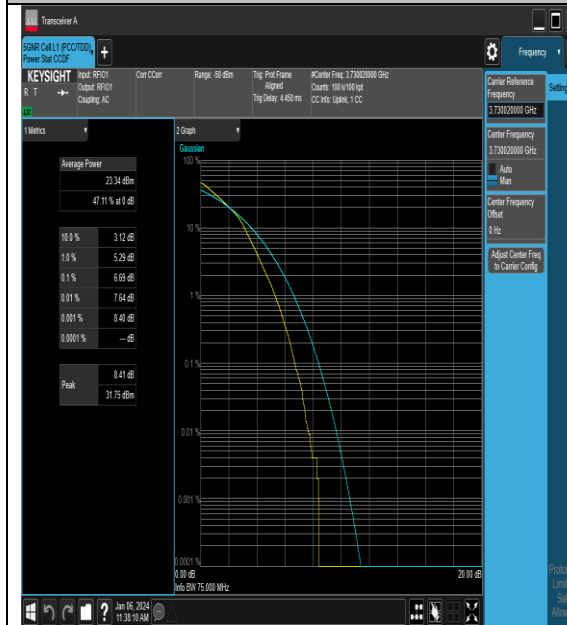 Transceiver A
5GNR Cell L1 (PCC/TDD),
Power Stat CCDF
Frequency
KEYSIGHT
R T
Input: RFIO1
Output: RFIO1
Coupling: AC
Corr CCorr
Range: -50 dBm
Trig: Prot Frame
Aligned
Trig Delay: 4.450 ms
#Center Freq: 3.730020000 GHz
Counts: 100 k/100 kpt
CC Info: Uplink, 1 CC
1 Metrics
Average Power
23.34 dBm
47.11 % at 0 dB
10.0 % 3.12 dB
1.0 % 5.29 dB
0.1 % 6.69 dB
0.01 % 7.64 dB
0.001 % 8.40 dB
0.0001 % --- dB
Peak
8.41 dB
31.75 dBm
2 Graph
Gaussian
100 %
10 %
1 %
0.1 %
0.01 %
0.001 %
0.0001 %
0.00 dB
20.00 dB
Info BW 75.000 MHz
Carrier Reference
Frequency
3.730020000 GHz
Center Frequency
3.730020000 GHz
Auto
Man
Center Frequency
Offset
0 Hz
Adjust Center Freq
to Carrier Config
Jan 06, 2024
11:38:10 AM